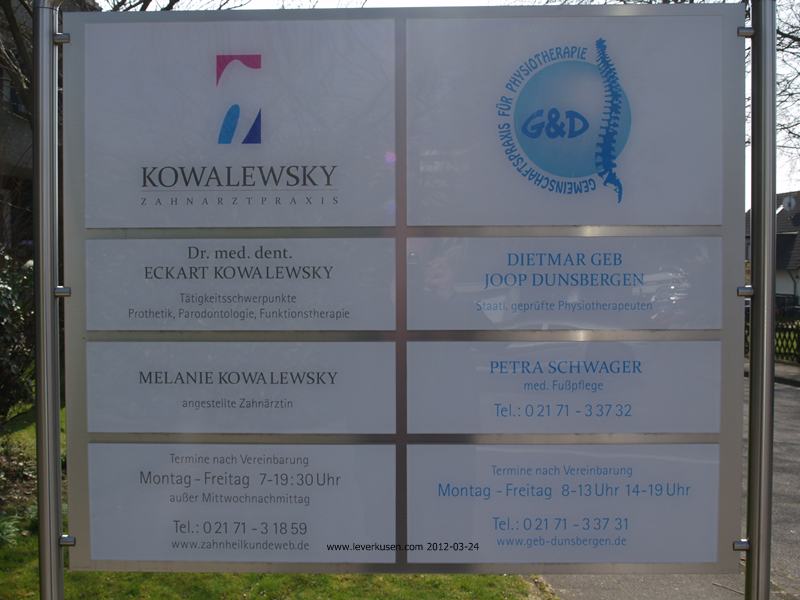 KOWALEWSKY
ZAHNARZTPRAXIS
Dr. med. dent.
ECKART KOWALEWSKY
Tätigkeitsschwerpunkte
Prothetik, Parodontologie, Funktionstherapie
MELANIE KOWALEWSKY
angestellte Zahnärztin
Termine nach Vereinbarung
Montag - Freitag 7-19:30 Uhr
außer Mittwochnachmittag
Tel.: 0 21 71 - 3 18 59
www.zahnheilkundeweb.de
GEMEINSCHAFTSPRAXIS FÜR PHYSIOTHERAPIE
G&D
DIETMAR GEB
JOOP DUNSBERGEN
Staatl. geprüfte Physiotherapeuten
PETRA SCHWAGER
med. Fußpflege
Tel.: 0 21 71 - 3 37 32
Termine nach Vereinbarung
Montag - Freitag 8-13 Uhr 14-19 Uhr
Tel.: 0 21 71 - 3 37 31
www.geb-dunsbergen.de
www.leverkusen.com 2012-03-24